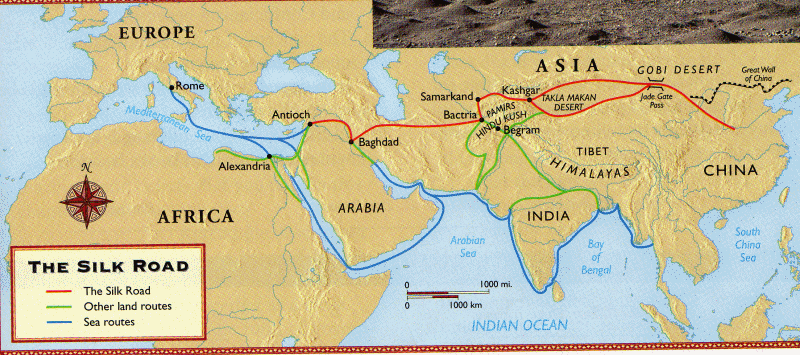 EUROPE
ASIA
GOBI DESERT
Great Wall
of China
Rome
Samarkand
Kashgar
TAKLA MAKAN
DESERT
Jade Gate
Pass
Mediterranean Sea
Antioch
Bactria
PAMIRS
HINDU KUSH
Begram
Baghdad
TIBET
HIMALAYAS
CHINA
Alexandria
N
AFRICA
ARABIA
INDIA
Arabian
Sea
Bay
of
Bengal
South
China
Sea
THE SILK ROAD
The Silk Road
Other land routes
Sea routes
0 1000 mi.
0 1000 km
INDIAN OCEAN